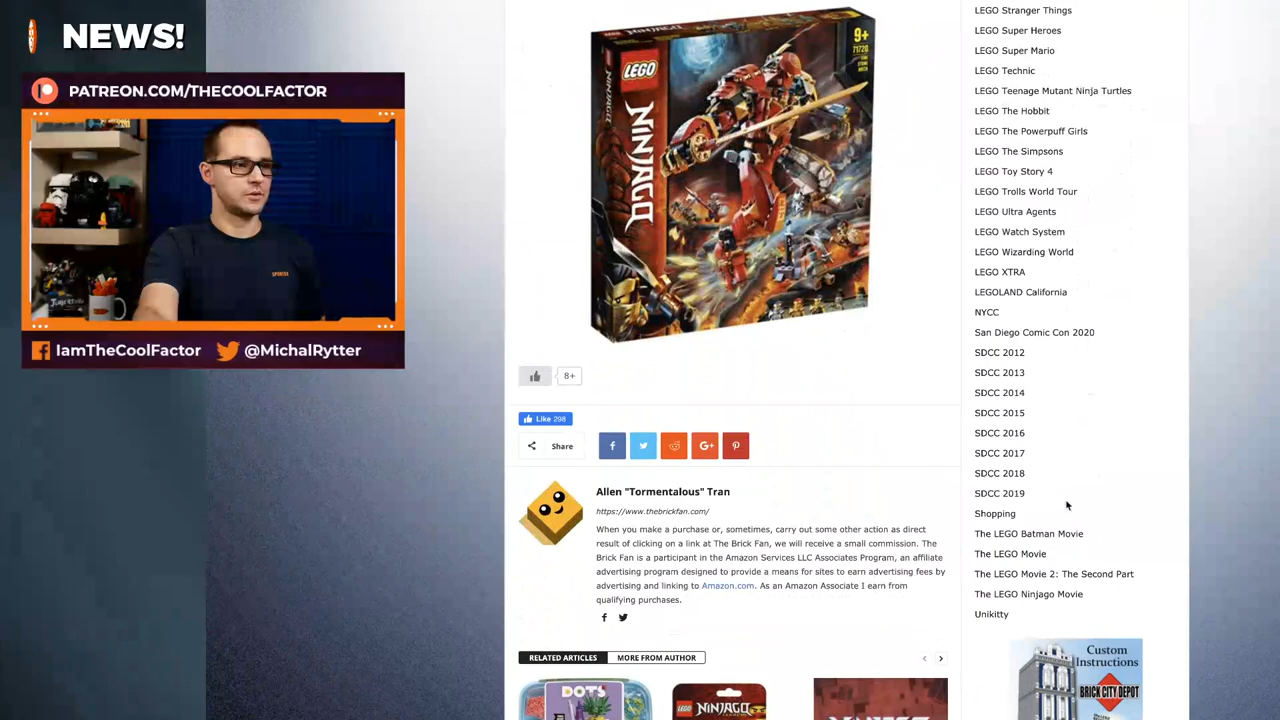 NEWS!
PATREON.COM/THECOOLFACTOR
SPURESE
IamTheCoolFactor
@MichalRytter
LEGO
NINJAGO
9+
71720
8+
Like 298
Share
Allen "Tormentalous" Tran
https://www.thebrickfan.com/
When you make a purchase or, sometimes, carry out some other action as direct
result of clicking on a link at The Brick Fan, we will receive a small commission. The
Brick Fan is a participant in the Amazon Services LLC Associates Program, an affiliate
advertising program designed to provide a means for sites to earn advertising fees by
advertising and linking to Amazon.com. As an Amazon Associate I earn from
qualifying purchases.
RELATED ARTICLES
MORE FROM AUTHOR
DOTS
LEGO NINJAGO
LEGO Stranger Things
LEGO Super Heroes
LEGO Super Mario
LEGO Technic
LEGO Teenage Mutant Ninja Turtles
LEGO The Hobbit
LEGO The Powerpuff Girls
LEGO The Simpsons
LEGO Toy Story 4
LEGO Trolls World Tour
LEGO Ultra Agents
LEGO Watch System
LEGO Wizarding World
LEGO XTRA
LEGOLAND California
NYCC
San Diego Comic Con 2020
SDCC 2012
SDCC 2013
SDCC 2014
SDCC 2015
SDCC 2016
SDCC 2017
SDCC 2018
SDCC 2019
Shopping
The LEGO Batman Movie
The LEGO Movie
The LEGO Movie 2: The Second Part
The LEGO Ninjago Movie
Unikitty
Custom
Instructions
BRICK CITY DEPOT